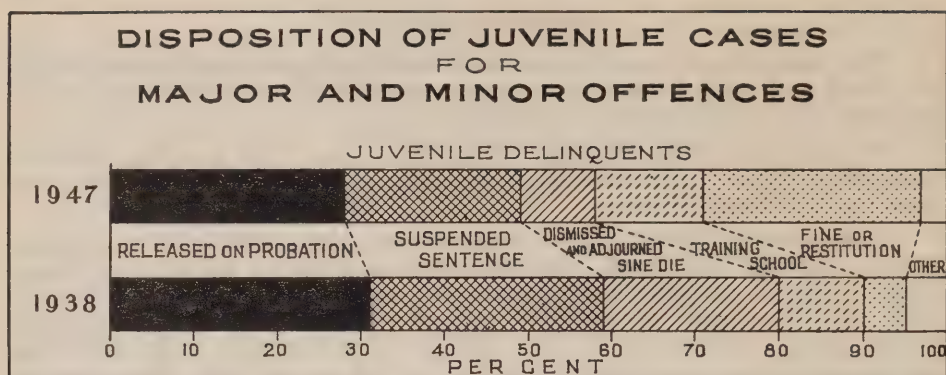 DISPOSITION OF JUVENILE CASES
FOR
MAJOR AND MINOR OFFENCES
JUVENILE DELINQUENTS
1947
RELEASED ON PROBATION
SUSPENDED
SENTENCE
DISMISSED
AND ADJOURNED
SINE DIE
TRAINING
SCHOOL
FINE OR
RESTITUTION
OTHER
1938
0 10 20 30 40 50 60 70 80 90 100
PER CENT